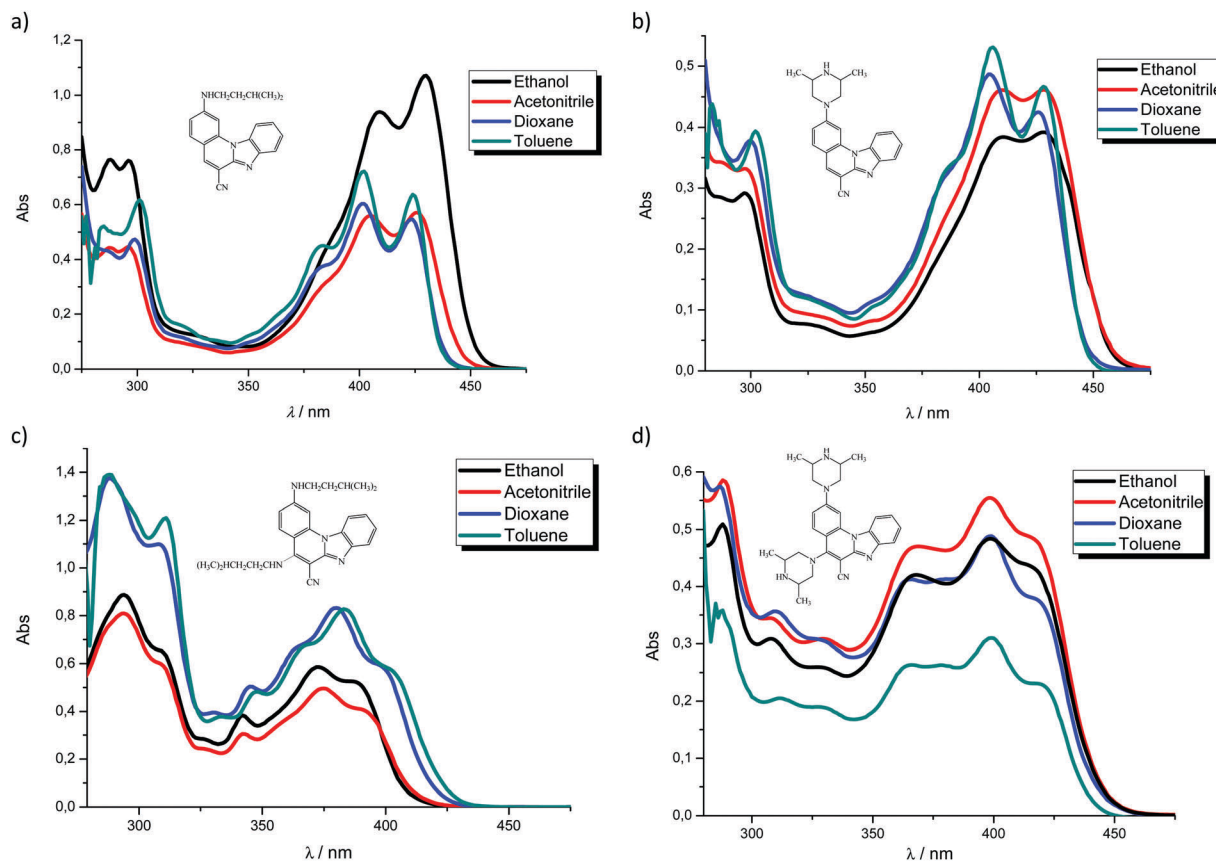 a)
1,2
1,0
0,8
0,6
0,4
0,2
0,0
Abs
300
350
400
450
λ / nm
NHCH₂CH₂CH(CH₃)₂
N
N
CN
Ethanol
Acetonitrile
Dioxane
Toluene
b)
0,5
0,4
0,3
0,2
0,1
0,0
Abs
300
350
400
450
λ / nm
H
H₃C
N
CH₃
N
N
N
CN
Ethanol
Acetonitrile
Dioxane
Toluene
c)
1,4
1,2
1,0
0,8
0,6
0,4
0,2
0,0
Abs
300
350
400
450
λ / nm
NHCH₂CH₂CH(CH₃)₂
N
(H₃C)₂HCH₂CH₂CHN
N
CN
Ethanol
Acetonitrile
Dioxane
Toluene
d)
0,6
0,5
0,4
0,3
0,2
0,1
0,0
Abs
300
350
400
450
λ / nm
H
H₃C
N
CH₃
N
H₃C
N
N
N
HN
CN
CH₃
Ethanol
Acetonitrile
Dioxane
Toluene